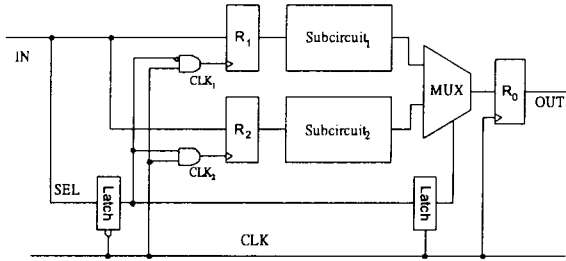 IN
R1
Subcircuit1
CLK1
MUX
R0
OUT
R2
Subcircuit2
CLK2
SEL
Latch
Latch
CLK